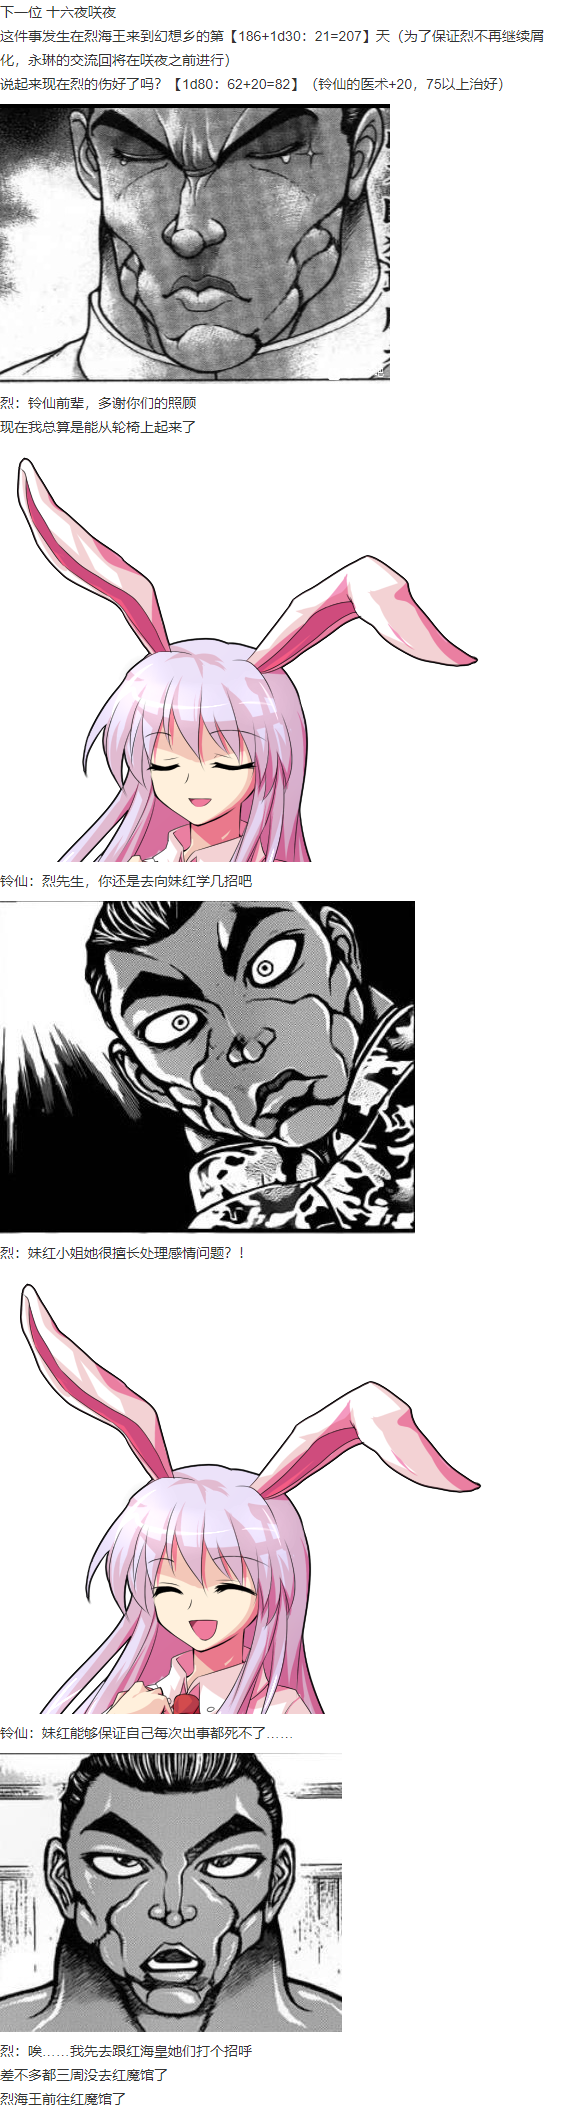 下一位 十六夜咲夜
这件事发生在烈海王来到幻想乡的第【186+1d30：21=207】天（为了保证烈不再继续屑
化，永琳的交流回将在咲夜之前进行）
说起来现在烈的伤好了吗？【1d80：62+20=82】（铃仙的医术+20，75以上治好）
烈：铃仙前辈，多谢你们的照顾
现在我总算是能从轮椅上起来了
铃仙：烈先生，你还是去向妹红学几招吧
烈：妹红小姐她很擅长处理感情问题？！
铃仙：妹红能够保证自己每次出事都死不了……
烈：唉……我先去跟红海皇她们打个招呼
差不多都三周没去红魔馆了
烈海王前往红魔馆了